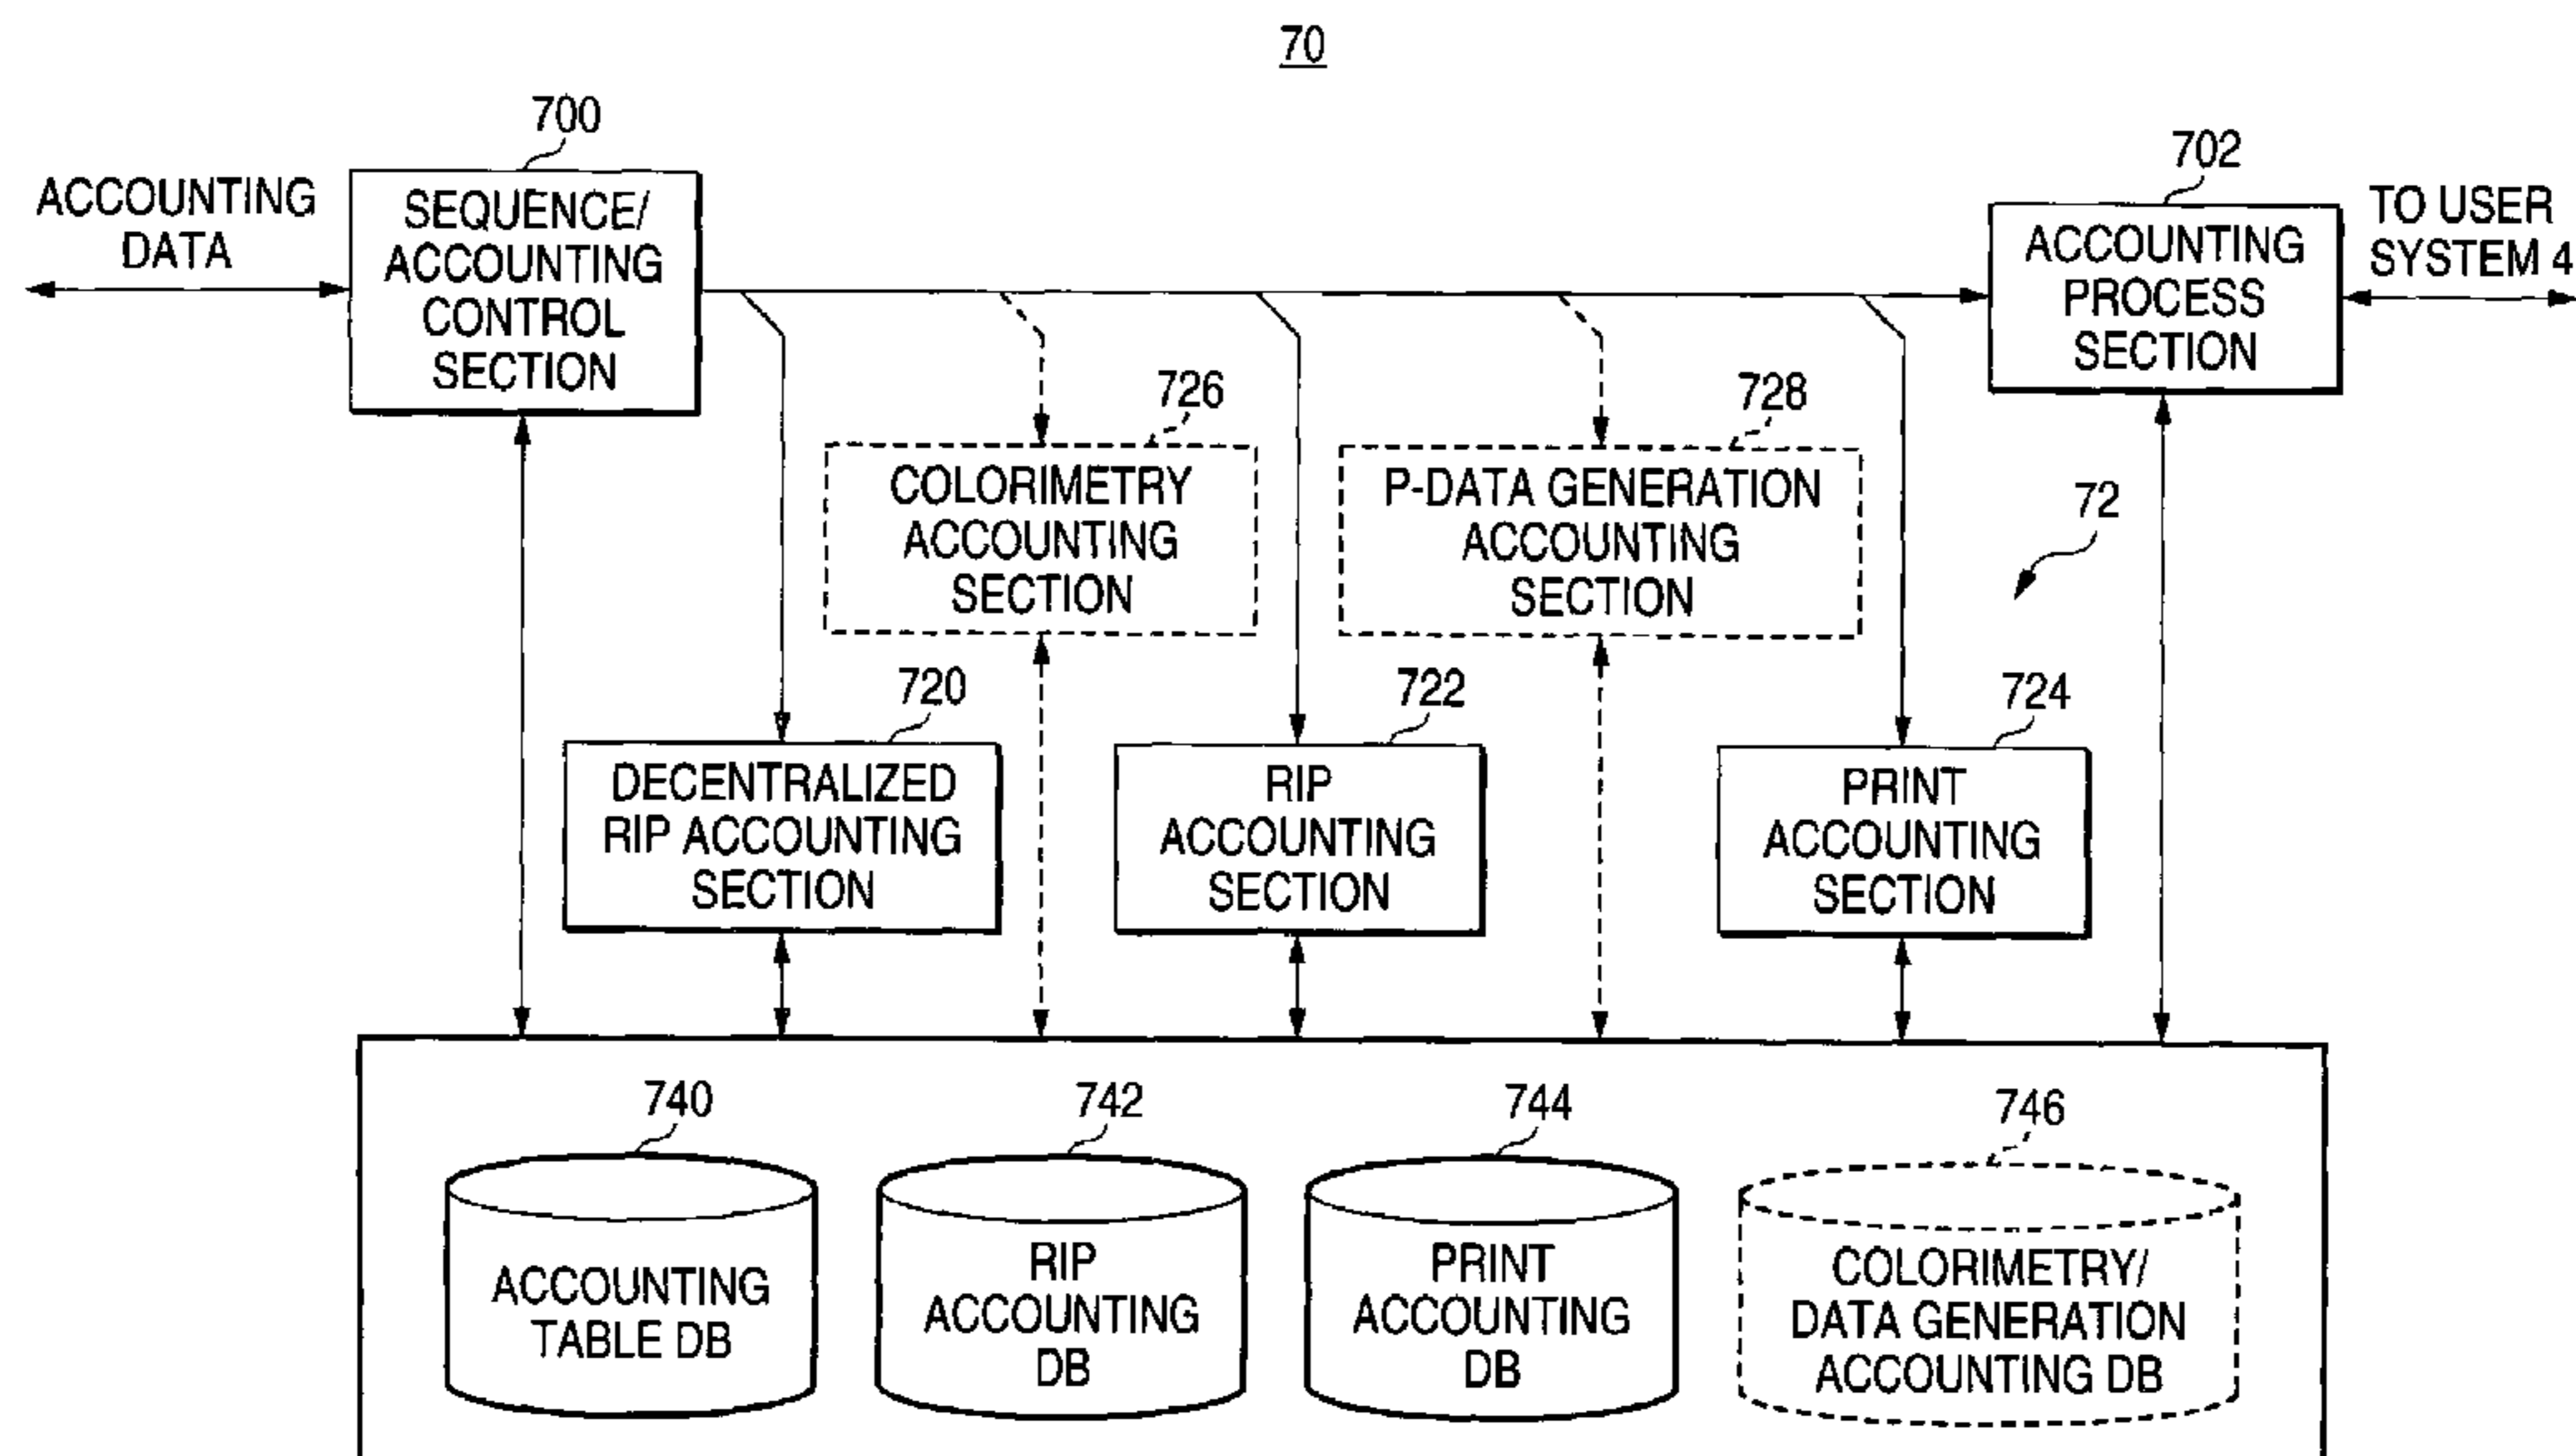 70
700
702
ACCOUNTING
DATA
SEQUENCE/
ACCOUNTING
CONTROL
SECTION
ACCOUNTING
PROCESS
SECTION
TO USER
SYSTEM 4
726
COLORIMETRY
ACCOUNTING
SECTION
728
P-DATA GENERATION
ACCOUNTING
SECTION
72
720
DECENTRALIZED
RIP ACCOUNTING
SECTION
722
RIP
ACCOUNTING
SECTION
724
PRINT
ACCOUNTING
SECTION
740
ACCOUNTING
TABLE DB
742
RIP
ACCOUNTING
DB
744
PRINT
ACCOUNTING
DB
746
COLORIMETRY/
DATA GENERATION
ACCOUNTING DB